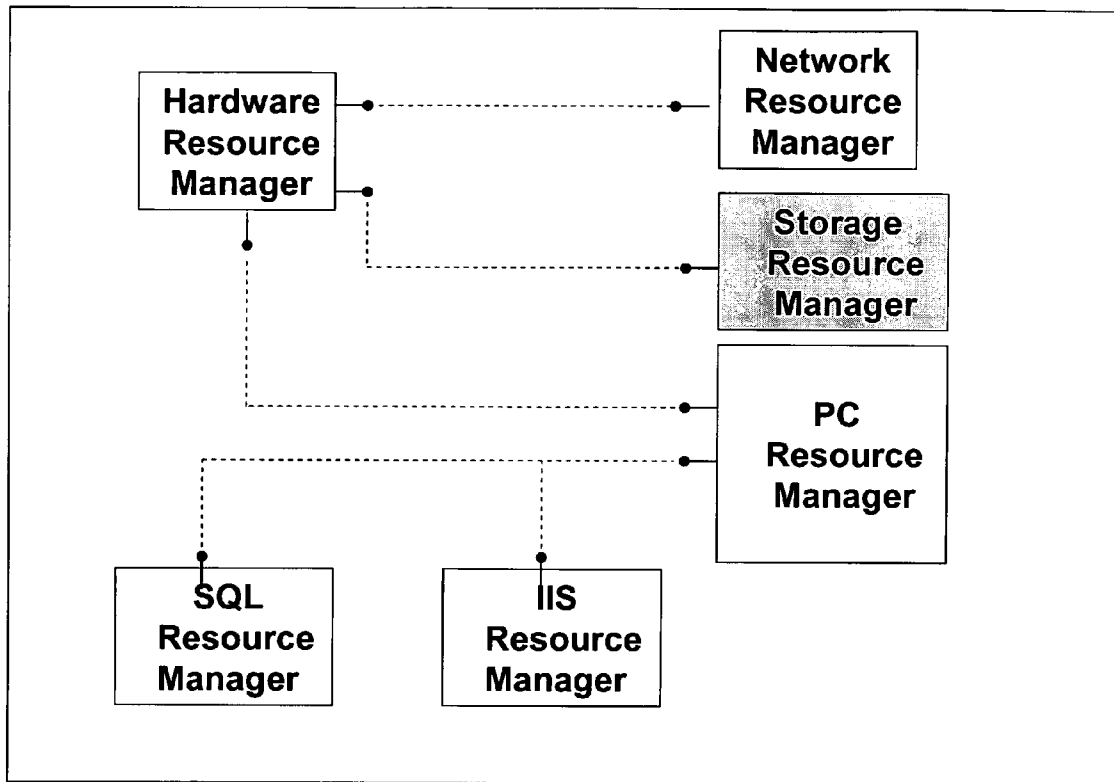 Hardware
Resource
Manager
Network
Resource
Manager
Storage
Resource
Manager
PC
Resource
Manager
SQL
Resource
Manager
IIS
Resource
Manager